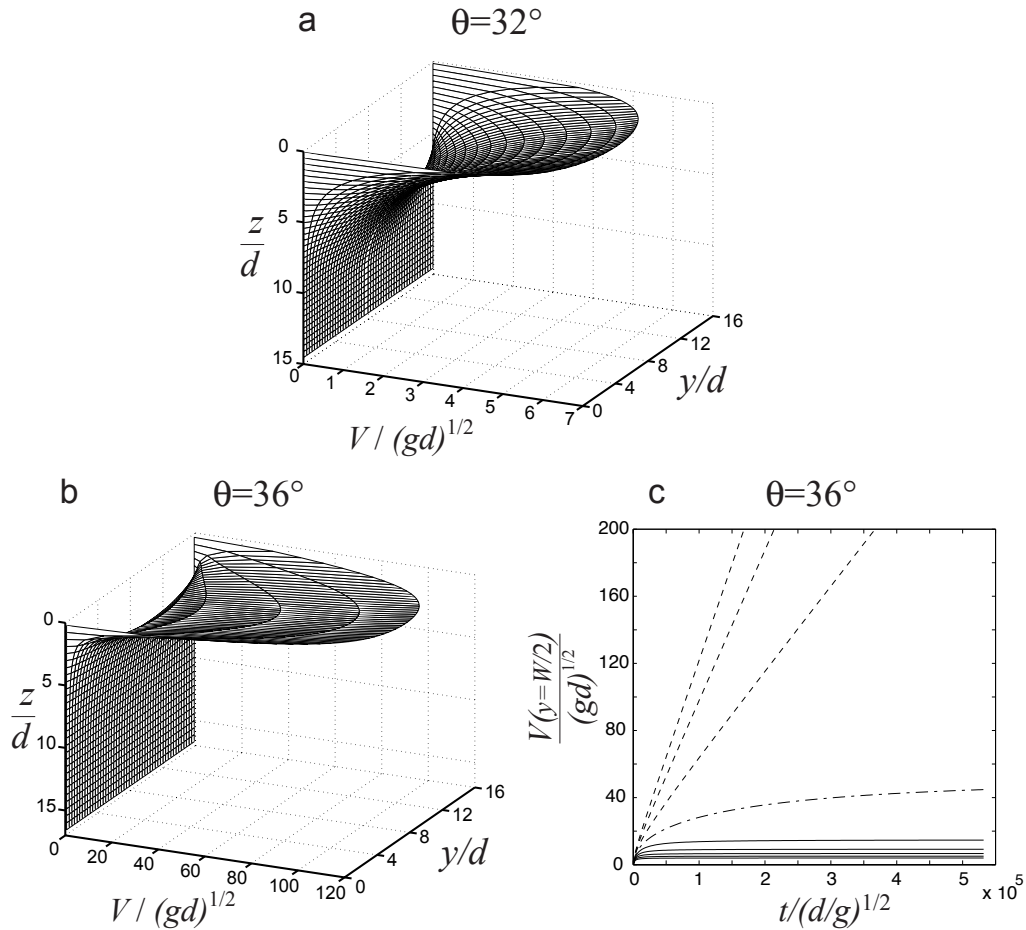 a θ=32°
0
5
10
15
z/d
0 1 2 3 4 5 6 7
V / (gd)^{1/2}
0 4 8 12 16
y/d
b θ=36°
0
5
10
15
z/d
0 20 40 60 80 100 120
V / (gd)^{1/2}
0 4 8 12 16
y/d
c θ=36°
200
160
120
80
40
0
V(y=W/2)
(gd)^{1/2}
0 1 2 3 4 5
x 10^5
t/(d/g)^{1/2}